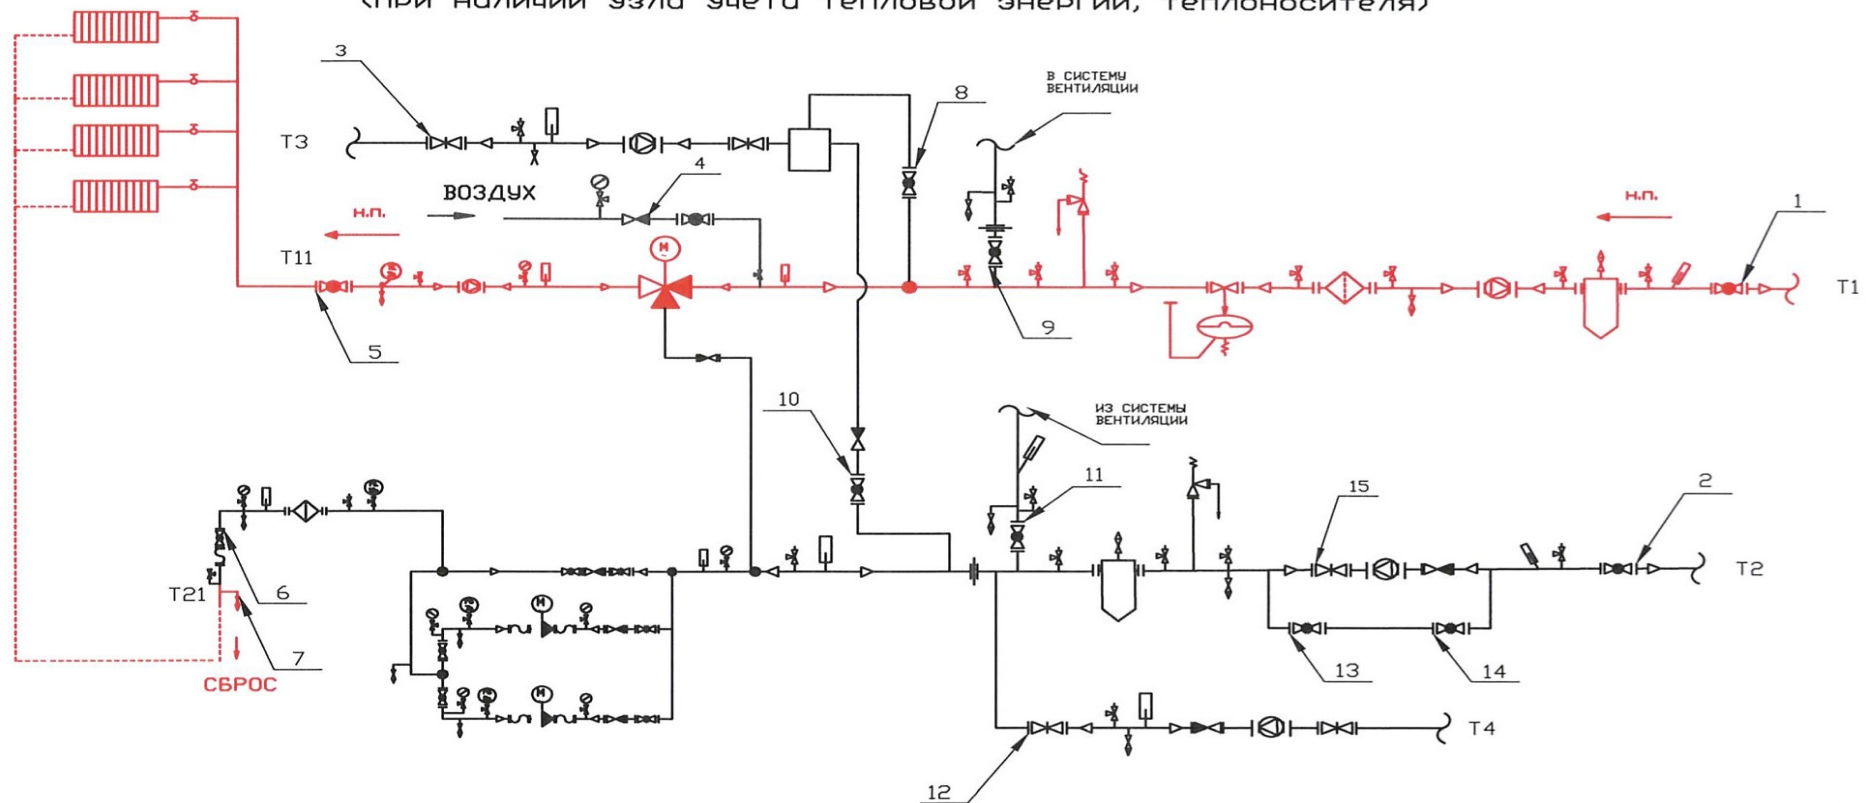 (ПРИ НАЛИЧИИ УЗЛА УЧЕТА ТЕПЛОВОЙ ЭНЕРГИИ, ТЕПЛОНОСИТЕЛЯ)
3
8
В СИСТЕМУ
ВЕНТИЛЯЦИИ
Т3
4
ВОЗДУХ
Н.П.
Н.П.
1
Т11
М
Т1
5
9
10
ИЗ СИСТЕМЫ
ВЕНТИЛЯЦИИ
11
15
2
Т2
Т21
6
М
7
СБРОС
13
14
М
Т4
12